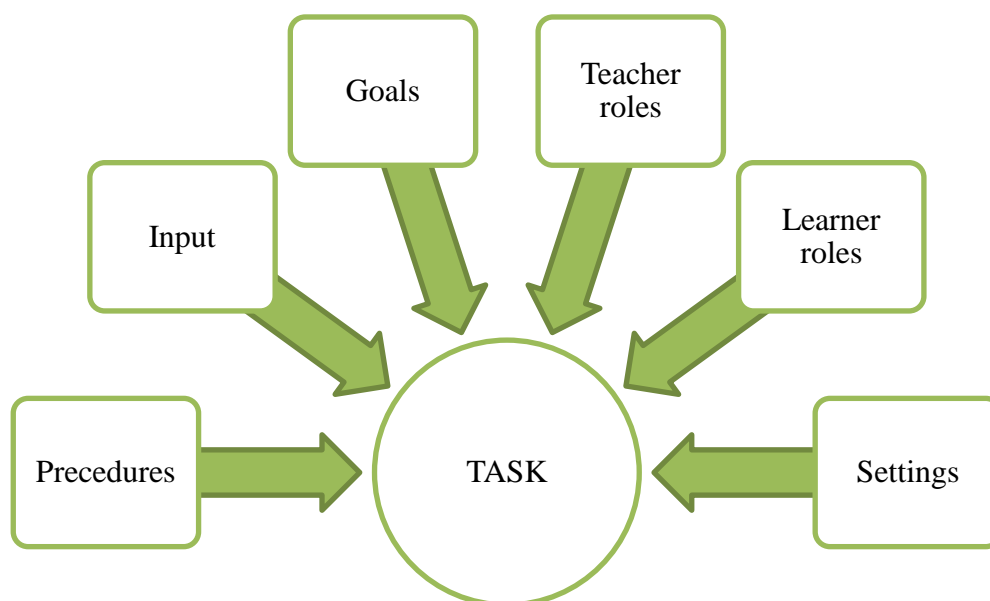 Goals
Teacher
roles
Input
Learner
roles
Precedures
TASK
Settings